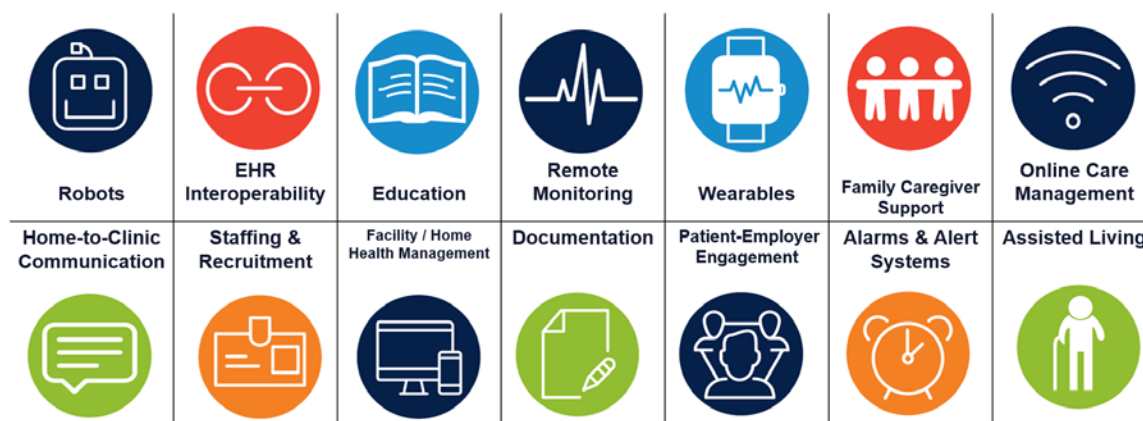 Robots
EHR
Interoperability
Education
Remote
Monitoring
Wearables
Family Caregiver
Support
Online Care
Management
Home-to-Clinic
Communication
Staffing &
Recruitment
Facility / Home
Health Management
Documentation
Patient-Employer
Engagement
Alarms & Alert
Systems
Assisted Living